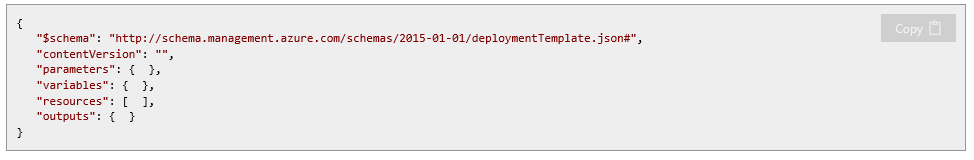 {
Copy
"$schema": "http://schema.management.azure.com/schemas/2015-01-01/deploymentTemplate.json#",
"contentVersion": "",
"parameters": {  },
"variables": {  },
"resources": [  ],
"outputs": {  }
}